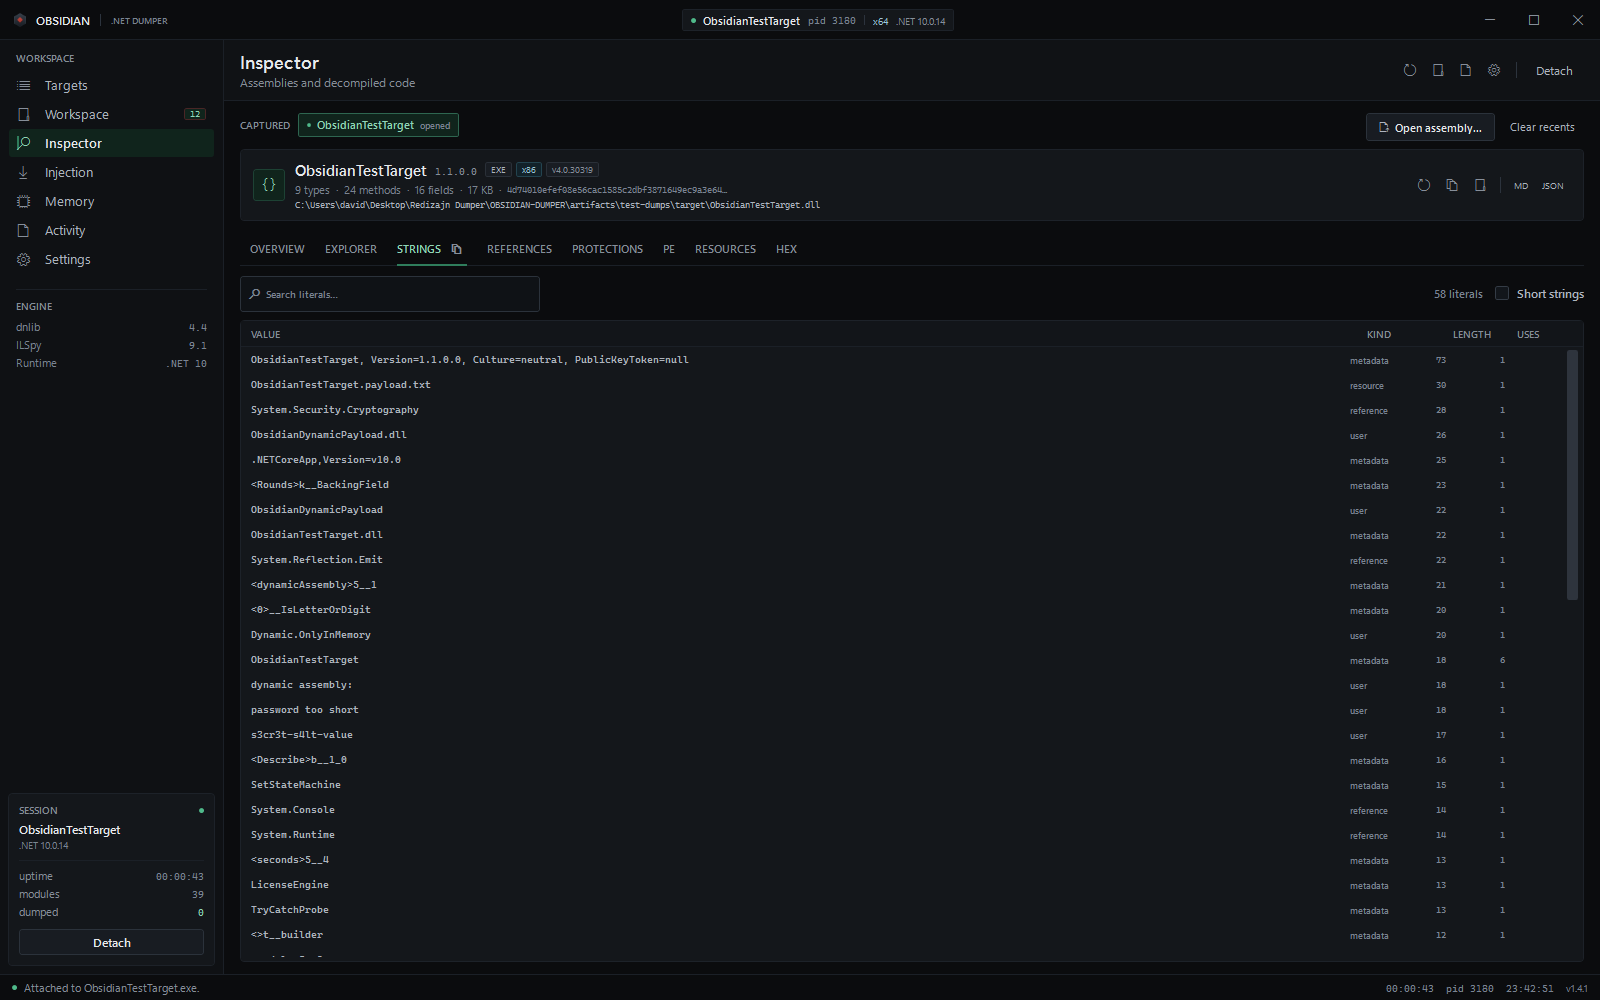 OBSIDIAN .NET DUMPER
ObsidianTestTarget pid 3180 x64 .NET 10.0.14
WORKSPACE
Targets
Workspace 12
Inspector
Injection
Memory
Activity
Settings
ENGINE
dnlib 4.4
ILSpy 9.1
Runtime .NET 10
SESSION
ObsidianTestTarget
.NET 10.0.14
uptime 00:00:43
modules 39
dumped 0
Detach
Inspector
Assemblies and decompiled code
Detach
CAPTURED ObsidianTestTarget opened
Open assembly... Clear recents
{} ObsidianTestTarget 1.1.0.0 EXE x86 v4.0.30319
9 types · 24 methods · 16 fields · 17 KB · 4d74010efef08e56cac1585c2dbf3871649ec9a3e64…
C:\Users\david\Desktop\Redizajn Dumper\OBSIDIAN-DUMPER\artifacts\test-dumps\target\ObsidianTestTarget.dll
MD JSON
OVERVIEW EXPLORER STRINGS REFERENCES PROTECTIONS PE RESOURCES HEX
Search literals...
58 literals Short strings
VALUE KIND LENGTH USES
ObsidianTestTarget, Version=1.1.0.0, Culture=neutral, PublicKeyToken=null metadata 73 1
ObsidianTestTarget.payload.txt resource 30 1
System.Security.Cryptography reference 28 1
ObsidianDynamicPayload.dll user 26 1
.NETCoreApp,Version=v10.0 metadata 25 1
<Rounds>k__BackingField metadata 23 1
ObsidianDynamicPayload user 22 1
ObsidianTestTarget.dll metadata 22 1
System.Reflection.Emit reference 22 1
<dynamicAssembly>5__1 metadata 21 1
<0>__IsLetterOrDigit metadata 20 1
Dynamic.OnlyInMemory user 20 1
ObsidianTestTarget metadata 18 6
dynamic assembly: user 18 1
password too short user 18 1
s3cr3t-s4lt-value user 17 1
<Describe>b__1_0 metadata 16 1
SetStateMachine metadata 15 1
System.Console reference 14 1
System.Runtime reference 14 1
<seconds>5__4 metadata 13 1
LicenseEngine metadata 13 1
TryCatchProbe metadata 13 1
<>t__builder metadata 12 1
Attached to ObsidianTestTarget.exe.
00:00:43 pid 3180 23:42:51 v1.4.1